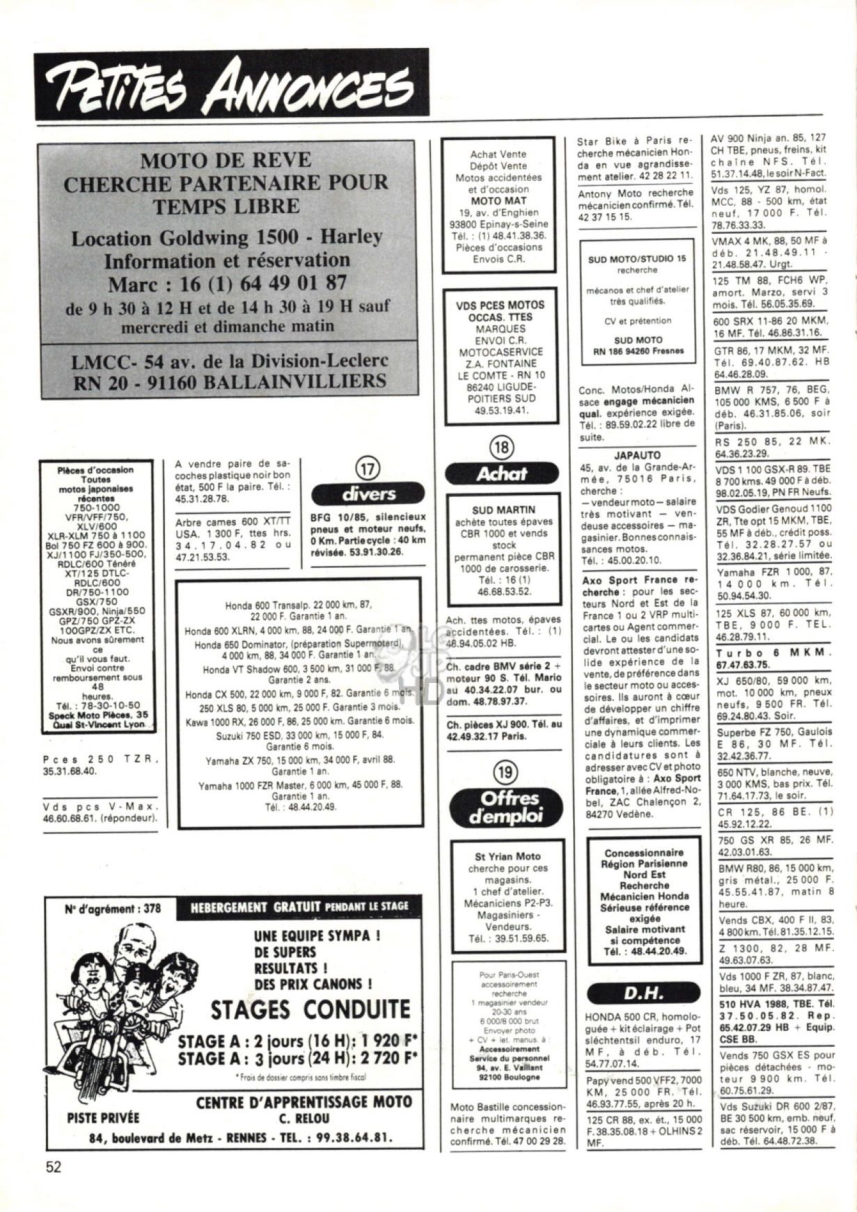 PETITES ANNONCES
MOTO DE REVE
CHERCHE PARTENAIRE POUR
TEMPS LIBRE
Location Goldwing 1500 - Harley
Information et réservation
Marc : 16 (1) 64 49 01 87
de 9 h 30 à 12 H et de 14 h 30 à 19 H sauf
mercredi et dimanche matin
LMCC- 54 av. de la Division-Leclerc
RN 20 - 91160 BALLAINVILLIERS
Pièces d'occasion
Toutes
motos japonaises
récentes
750-1000
VFR/VFF/750,
XLV/600
XLR-XLM 750 à 1100
Bol 750 FZ 600 à 900.
XJ/1100 FJ/350-500,
RDLC/600 Ténéré
XT/125 DTLC-
RDLC/600
DR/750-1100
GSX/750
GSXR/900, Ninja/550
GPZ/750 GPZ-ZX
100GPZ/ZX ETC.
Nous avons sûrement
ce
qu'il vous faut.
Envoi contre
remboursement sous
48
heures.
Tél. : 78-30-10-50
Speck Moto Pièces, 35
Quai St-Vincent Lyon
Pces 250 TZR,
35.31.68.40.
Vds pcs V-Max.
46.60.68.61. (répondeur).
A vendre paire de sa-
coches plastique noir bon
état, 500 F la paire. Tél. :
45.31.28.78.
Arbre cames 600 XT/TT
USA. 1 300 F, ttes hrs.
34.17.04.82 ou
47.21.53.53.
17
divers
BFG 10/85, silencieux
pneus et moteur neufs,
0 Km. Partie cycle : 40 km
révisée. 53.91.30.26.
Honda 600 Transalp. 22 000 km, 87,
22 000 F. Garantie 1 an.
Honda 600 XLRN, 4 000 km, 88, 24 000 F. Garantie 1 an.
Honda 650 Dominator, (préparation Supermotard),
4 000 km, 88, 34 000 F. Garantie 1 an.
Honda VT Shadow 600, 3 500 km, 31 000 F, 88.
Garantie 2 ans.
Honda CX 500, 22 000 km, 9 000 F, 82. Garantie 6 mois.
250 XLS 80, 5 000 km, 25 000 F. Garantie 3 mois.
Kawa 1000 RX, 26 000 F, 86, 25 000 km. Garantie 6 mois.
Suzuki 750 ESD, 33 000 km, 15 000 F, 84.
Garantie 6 mois.
Yamaha ZX 750, 15 000 km, 34 000 F, avril 88.
Garantie 1 an.
Yamaha 1000 FZR Master, 6 000 km, 45 000 F, 88.
Garantie 1 an.
Tél. : 48.44.20.49.
N° d'agrément : 378
HEBERGEMENT GRATUIT PENDANT LE STAGE
UNE EQUIPE SYMPA !
DE SUPERS
RESULTATS !
DES PRIX CANONS !
STAGES CONDUITE
STAGE A : 2 jours (16 H): 1 920 F*
STAGE A : 3 jours (24 H): 2 720 F*
* Frais de dossier compris sans timbre fiscal
PISTE PRIVÉE
CENTRE D'APPRENTISSAGE MOTO
C. RELOU
84, boulevard de Metz - RENNES - TEL. : 99.38.64.81.
Achat Vente
Dépôt Vente
Motos accidentées
et d'occasion
MOTO MAT
19, av. d'Enghien
93800 Epinay-s-Seine
Tél. : (1) 48.41.38.36.
Pièces d'occasions
Envois C.R.
VDS PCES MOTOS
OCCAS. TTES
MARQUES
ENVOI C.R.
MOTOCASERVICE
Z.A. FONTAINE
LE COMTE - RN 10
86240 LIGUDE-
POITIERS SUD
49.53.19.41.
18
Achat
SUD MARTIN
achète toutes épaves
CBR 1000 et vends
stock
permanent pièce CBR
1000 de carosserie.
Tél. : 16 (1)
46.68.53.52.
Ach. ttes motos, épaves
accidentées. Tél. : (1)
48.94.05.02 HB.
Ch. cadre BMV série 2 +
moteur 90 S. Tél. Mario
au 40.34.22.07 bur. ou
dom. 48.78.97.37.
Ch. pièces XJ 900. Tél. au
42.49.32.17 Paris.
19
Offres
d'emploi
St Yrian Moto
cherche pour ces
magasins.
1 chef d'atelier.
Mécaniciens P2-P3.
Magasiniers -
Vendeurs.
Tél. : 39.51.59.65.
Pour Paris-Ouest
accessoirement
recherche
1 magasinier vendeur
20-30 ans
6 000/8 000 brut
Envoyer photo
+ CV + let. manus. à :
Accessoirement
Service du personnel
94, av. E. Vaillant
92100 Boulogne
Moto Bastille concession-
naire multimarques re-
cherche mécanicien
confirmé. Tél. 47 00 29 28.
Star Bike à Paris re-
cherche mécanicien Hon-
da en vue agrandisse-
ment atelier. 42 28 22 11.
Antony Moto recherche
mécanicien confirmé. Tél.
42 37 15 15.
SUD MOTO/STUDIO 15
recherche
mécanos et chef d'atelier
très qualifiés.
CV et prétention
SUD MOTO
RN 186 94260 Fresnes
Conc. Motos/Honda Al-
sace engage mécanicien
qual. expérience exigée.
Tél. : 89.59.02.22 libre de
suite.
JAPAUTO
45, av. de la Grande-Ar-
mée, 75016 Paris,
cherche :
— vendeur moto — salaire
très motivant — ven-
deuse accessoires — ma-
gasinier. Bonnes connais-
sances motos.
Tél. : 45.00.20.10.
Axo Sport France re-
cherche : pour les sec-
teurs Nord et Est de la
France 1 ou 2 VRP multi-
cartes ou Agent commer-
cial. Le ou les candidats
devront attester d'une so-
lide expérience de la
vente, de préférence dans
le secteur moto ou acces-
soires. Ils auront à cœur
de développer un chiffre
d'affaires, et d'imprimer
une dynamique commer-
ciale à leurs clients. Les
candidatures sont à
adresser avec CV et photo
obligatoire à : Axo Sport
France, 1, allée Alfred-No-
bel, ZAC Chalençon 2,
84270 Vedène.
Concessionnaire
Région Parisienne
Nord Est
Recherche
Mécanicien Honda
Sérieuse référence
exigée
Salaire motivant
si compétence
Tél. : 48.44.20.49.
D.H.
HONDA 500 CR, homolo-
guée + kit éclairage + Pot
sléchtensil enduro, 17
MF, à déb. Tél.
54.77.07.14.
Papy vend 500 VFF2, 7000
KM, 25 000 FR. Tél.
46.93.77.55, après 20 h.
125 CR 88, ex. ét., 15 000
F. 38.35.08.18 + OLHINS 2
MF.
AV 900 Ninja an. 85, 127
CH TBE, pneus, freins, kit
chaîne NFS. Tél.
51.37.14.48, le soir N-Fact.
Vds 125, YZ 87, homol.
MCC, 88 - 500 km, état
neuf, 17 000 F. Tél.
78.76.33.33.
VMAX 4 MK, 88, 50 MF à
déb. 21.48.49.11 -
21.48.58.47. Urgt.
125 TM 88, FCH6 WP,
amort. Marzo, servi 3
mois. Tél. 56.05.35.69.
600 SRX 11-86 20 MKM,
16 MF. Tél. 46.86.31.16.
GTR 86, 17 MKM, 32 MF.
Tél. 69.40.87.62. HB
64.46.28.09.
BMW R 757, 76, BEG,
105 000 KMS, 6 500 F à
déb. 46.31.85.06, soir
(Paris).
RS 250 85, 22 MK.
64.36.23.29.
VDS 1 100 GSX-R 89. TBE
8 700 kms. 49 000 F à déb.
98.02.05.19, PN FR Neufs.
VDS Godier Genoud 1100
ZR, Tte opt 15 MKM, TBE,
55 MF à déb., crédit poss.
Tél. 32.28.27.57 ou
32.36.84.21, série limitée.
Yamaha FZR 1 000, 87,
14 000 km. Tél.
50.94.54.30.
125 XLS 87, 60 000 km,
TBE, 9 000 F. TEL.
46.28.79.11.
Turbo 6 MKM.
67.47.63.75.
XJ 650/80, 59 000 km,
mot. 10 000 km, pneux
neufs, 9 500 FR. Tél.
69.24.80.43. Soir.
Superbe FZ 750, Gaulois
E 86, 30 MF. Tél.
32.42.36.77.
650 NTV, blanche, neuve,
3 000 KMS, bas prix. Tél.
71.64.17.73, le soir.
CR 125, 86 BE. (1)
45.92.12.22.
750 GS XR 85, 26 MF.
42.03.01.63.
BMW R80, 86, 15 000 km,
gris métal., 25 000 F.
45.55.41.87, matin 8
heure.
Vends CBX, 400 F II, 83,
4 800 km. Tél. 81.35.12.15.
Z 1300, 82, 28 MF.
49.63.07.63.
Vds 1000 F ZR, 87, blanc,
bleu, 34 MF. 38.34.87.47.
510 HVA 1988, TBE. Tél.
37.50.05.82. Rep.
65.42.07.29 HB + Equip.
CSE BB.
Vends 750 GSX ES pour
pièces détachées - mo-
teur 9 900 km. Tél.
60.75.61.29.
Vds Suzuki DR 600 2/87,
BE 30 500 km, emb. neuf,
sac réservoir, 15 000 F à
déb. Tél. 64.48.72.38.
52